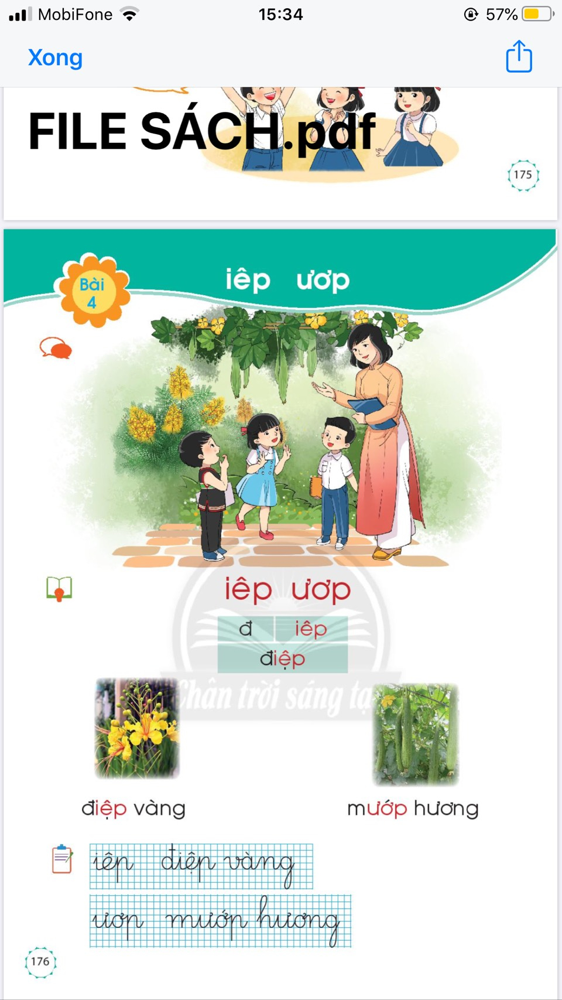 MobiFone 15:34 57%
Xong
FILE SÁCH.pdf
175
Bài
4
iêp ươp
iêp ươp
đ iêp
điệp
Chân trời sáng tạ
điệp vàng mướp hương
iêp điệp vàng
ươp mướp hương
176